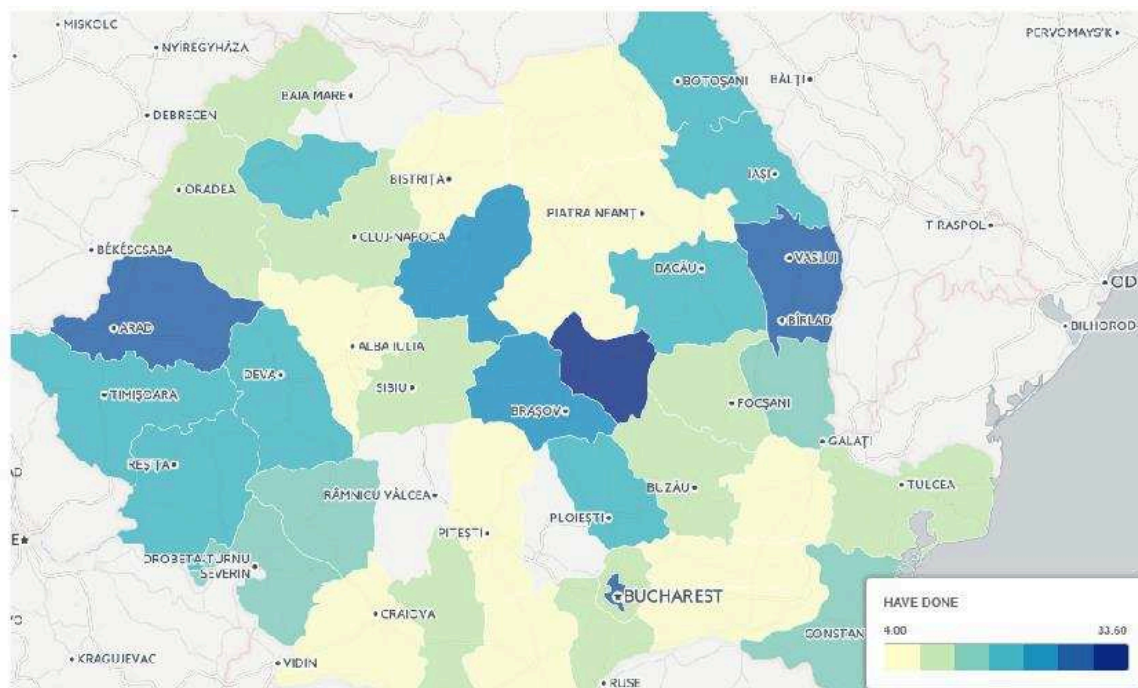 MISKOLC
NYÍREGYHÁZA
PERVOMAYS'K
BOTOȘANI
BĂLȚI
BAIA MARE
DEBRECEN
IAȘI
BISTRIȚA
ORADEA
PIATRA NEAMȚ
TIRASPOL
CLUJ-NAPOCA
BÉKÉSCSABA
VASLUI
BACĂU
OD
BÎRLAD
BILHOROD
ARAD
ALBA IULIA
DEVA
SIBIU
TIMIȘOARA
BRAȘOV
FOCȘANI
GALAȚI
REȘIȚA
TULCEA
BUZĂU
RÂMNICU VÂLCEA
PLOIEȘTI
PITEȘTI
E
DROBETA-TURNU
SEVERIN
BUCHAREST
HAVE DONE
CRAIOVA
4.00 33.60
CONSTAN
KRAGUJEVAC
VIDIN
RUSE